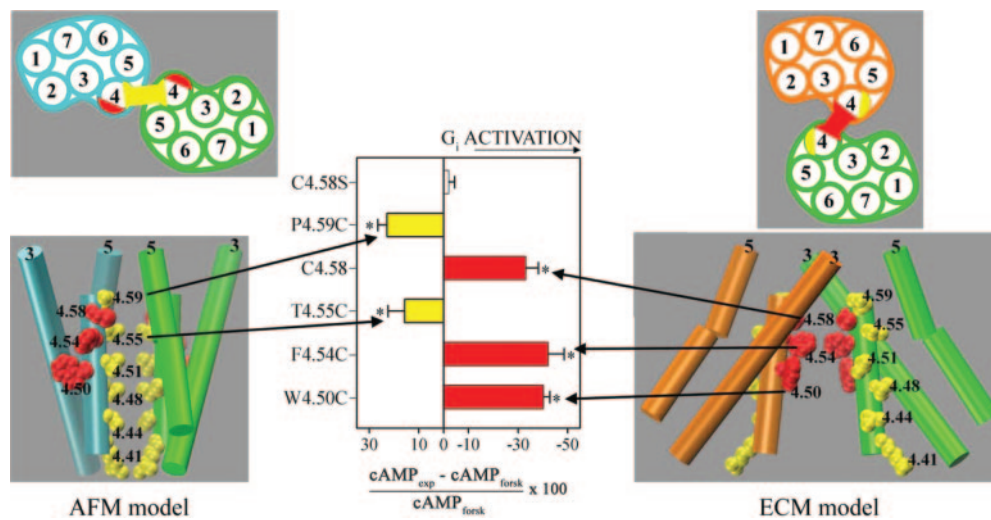 1 7 6 5 2 3 4
4 3 2 5 6 7 1
1 7 6 5 2 3 4
4 3 2 5 6 7 1
Gi ACTIVATION
C4.58S
P4.59C
C4.58
T4.55C
F4.54C
W4.50C
*
*
*
*
*
30 10 0 -10 -30 -50
cAMPexp - cAMPforsk
cAMPforsk
x 100
3 5 5 3
4.59
4.58
4.55
4.54
4.51
4.50
4.48
4.44
4.41
AFM model
5 3 3 5
4.59
4.58
4.55
4.54
4.51
4.50
4.48
4.44
4.41
ECM model